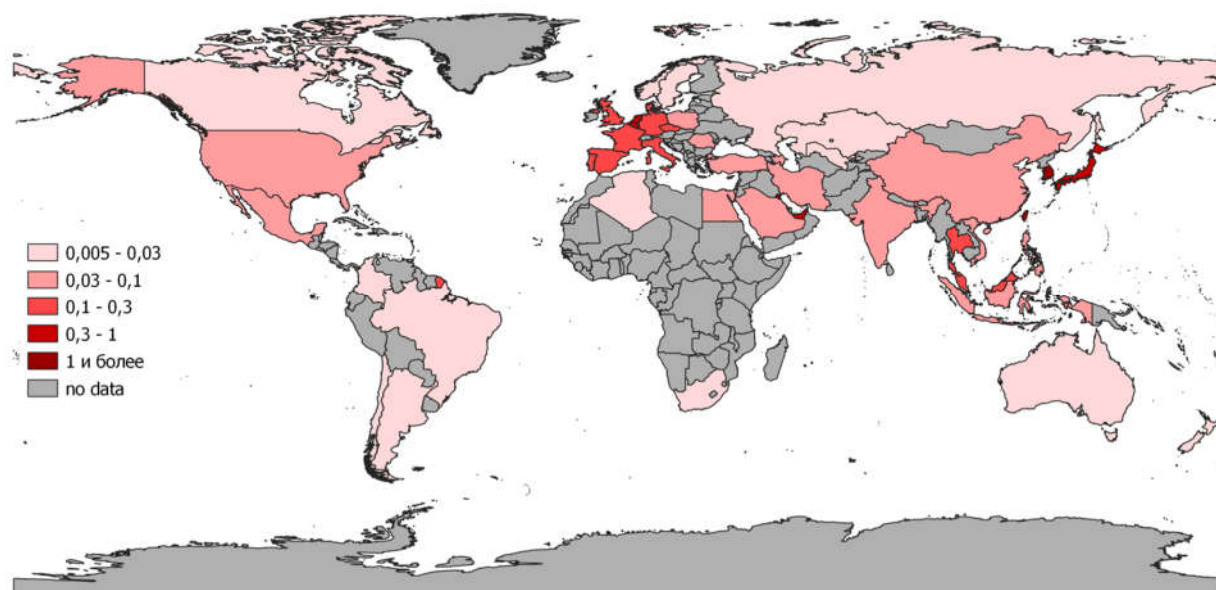 0,005 - 0,03
0,03 - 0,1
0,1 - 0,3
0,3 - 1
1 и более
no data